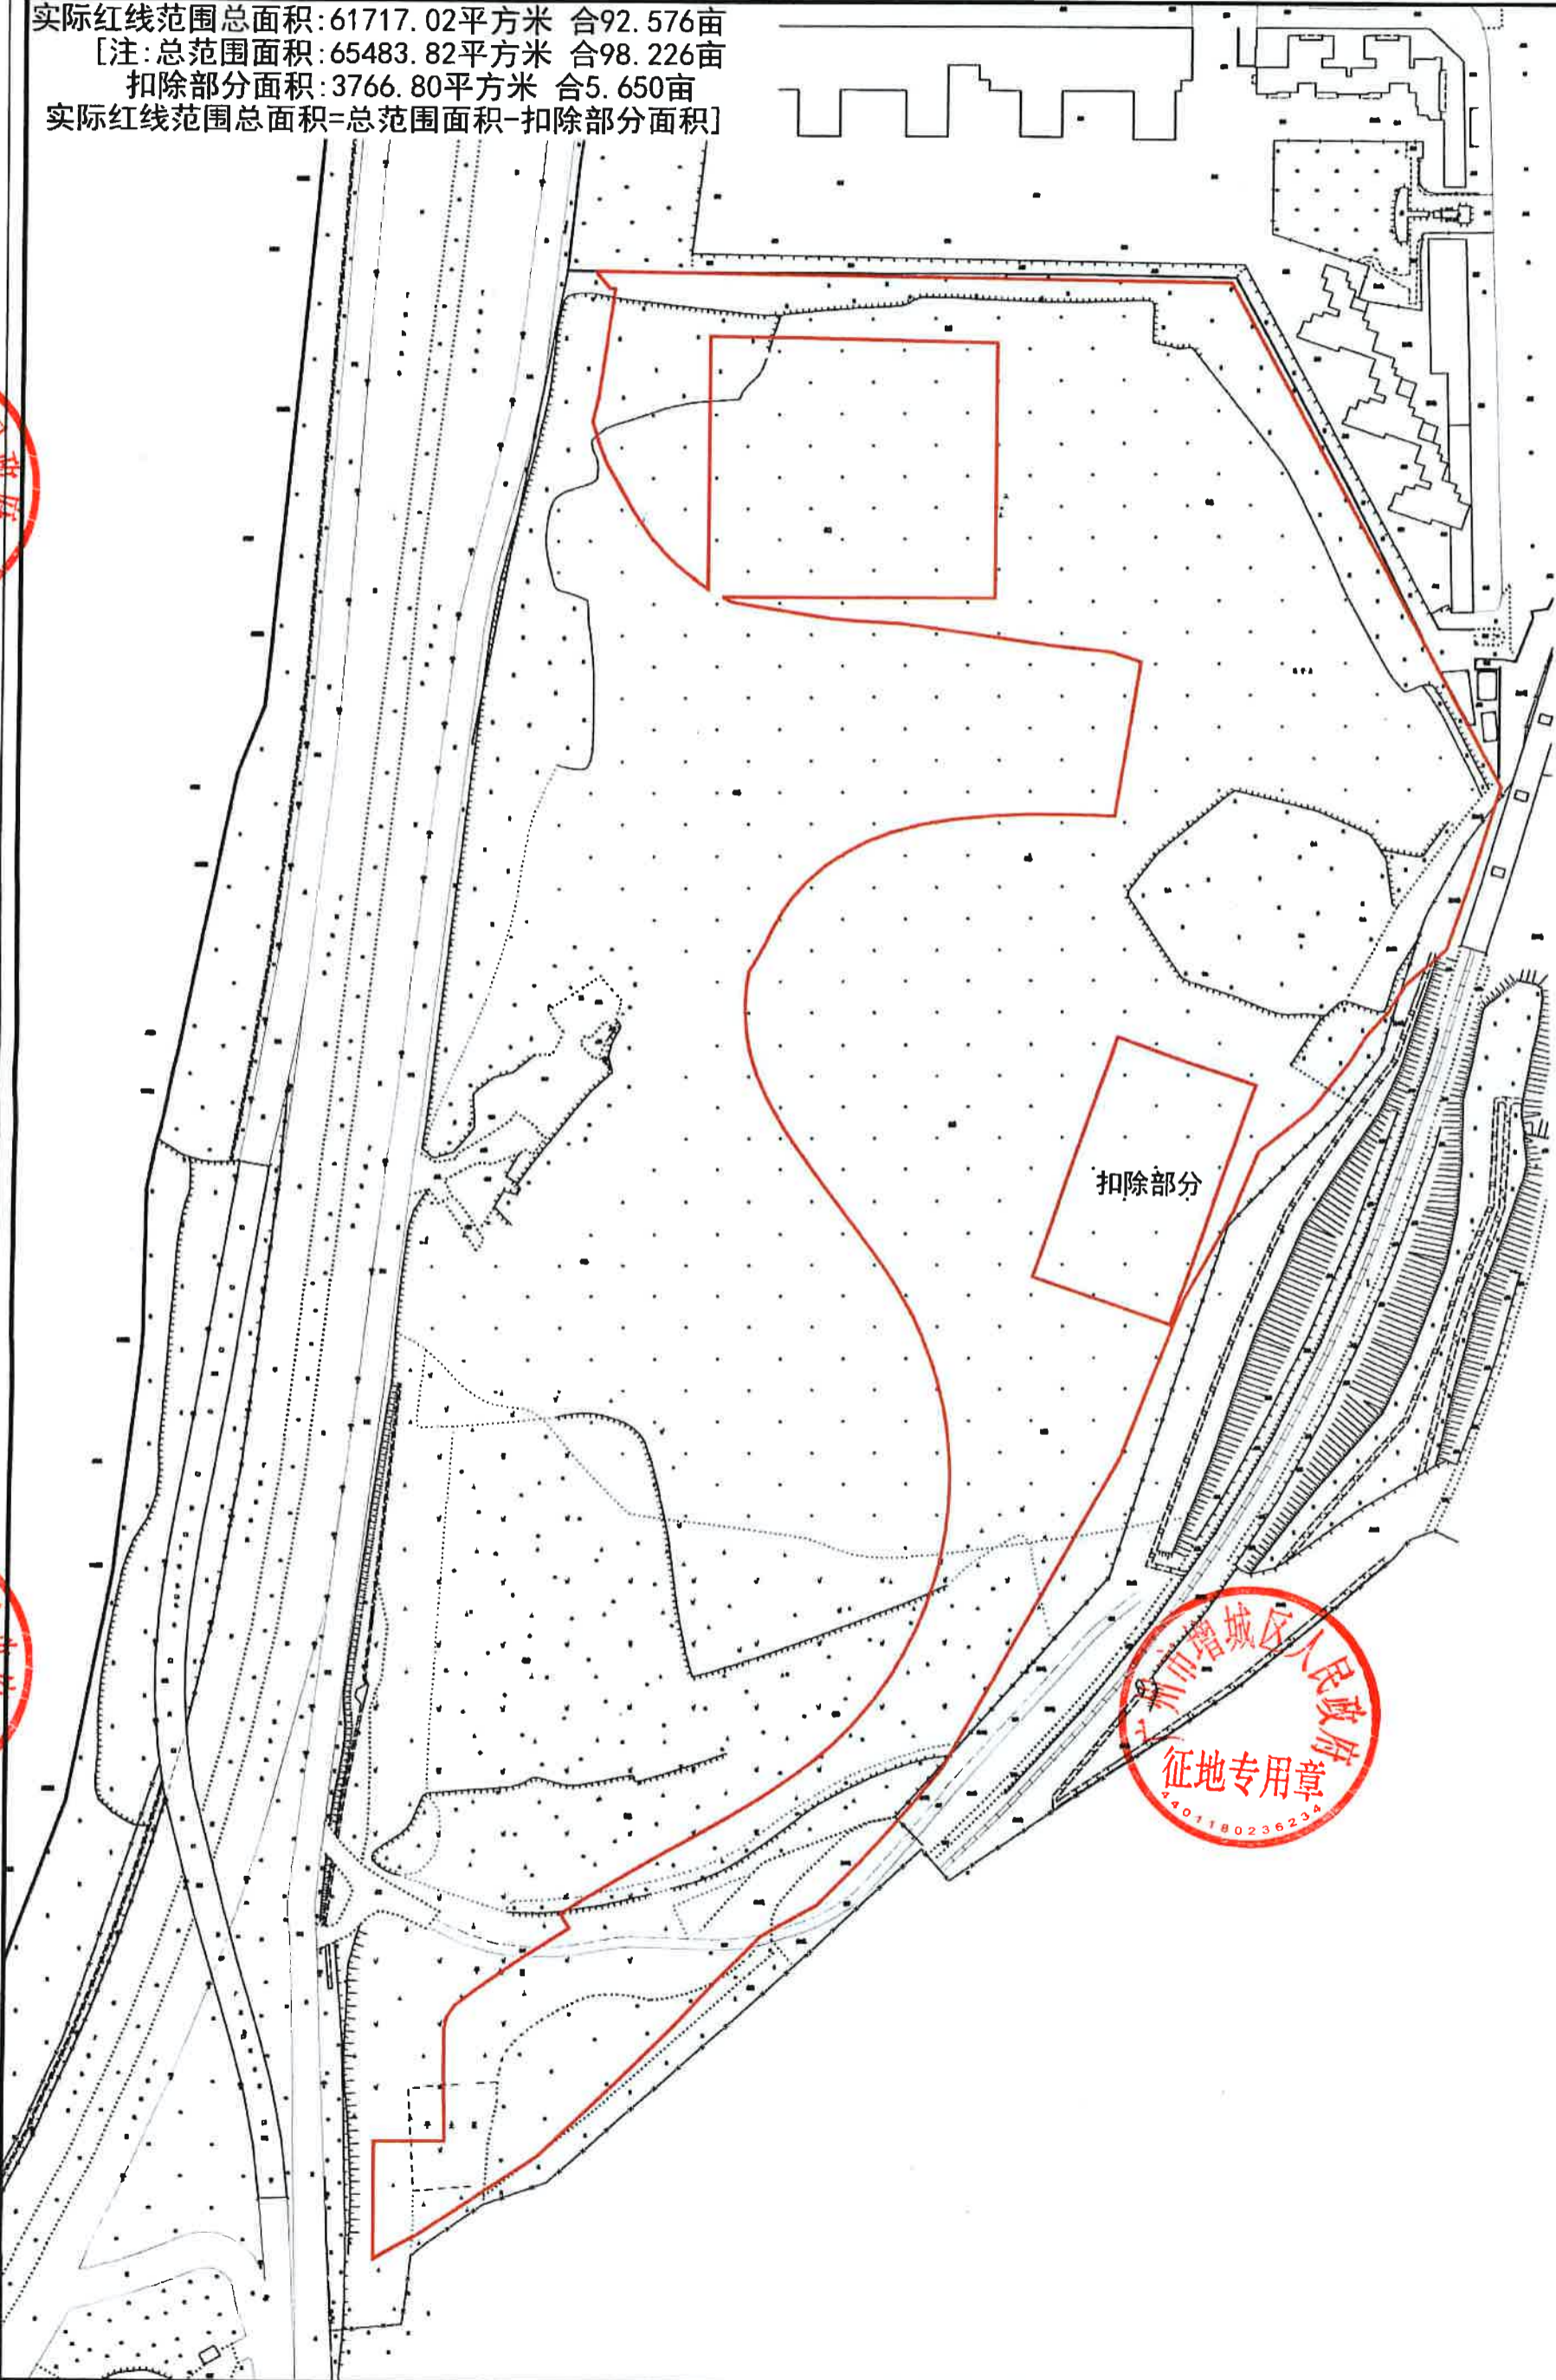 实际红线范围总面积:61717.02平方米 合92.576亩
[注:总范围面积:65483.82平方米 合98.226亩
扣除部分面积:3766.80平方米 合5.650亩
实际红线范围总面积=总范围面积-扣除部分面积]
扣除部分
广州市增城区人民政府
征地专用章
4401180236234